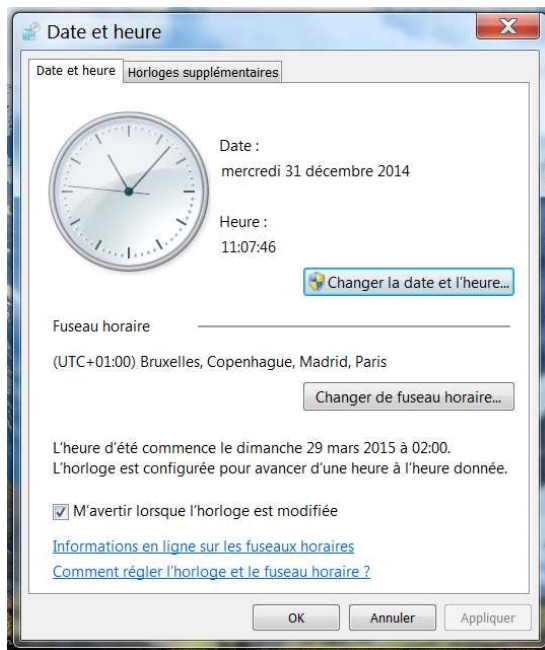 Date et heure
Date et heure Horloges supplémentaires
Date :
mercredi 31 décembre 2014
Heure :
11:07:46
Changer la date et l'heure...
Fuseau horaire
(UTC+01:00) Bruxelles, Copenhague, Madrid, Paris
Changer de fuseau horaire...
L'heure d'été commence le dimanche 29 mars 2015 à 02:00.
L'horloge est configurée pour avancer d'une heure à l'heure donnée.
M'avertir lorsque l'horloge est modifiée
Informations en ligne sur les fuseaux horaires
Comment régler l'horloge et le fuseau horaire ?
OK Annuler Appliquer